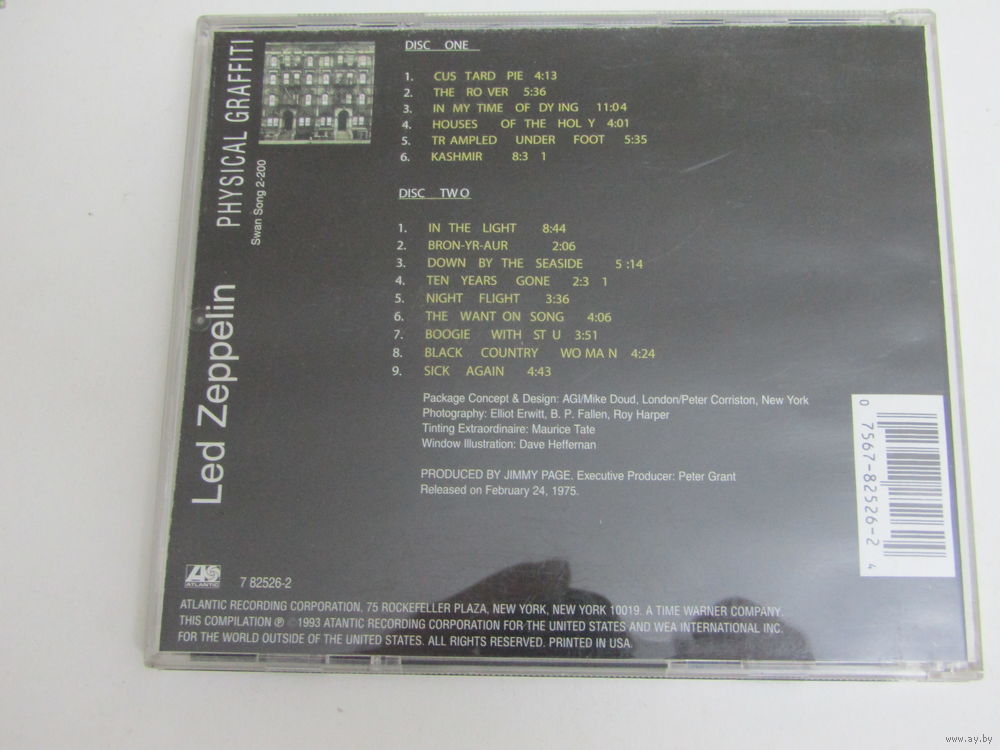 PHYSICAL GRAFFITI
Swan Song 2-200
Led Zeppelin
DISC ONE
1. CUS TARD PIE 4:13
2. THE RO VER 5:36
3. IN MY TIME OF DY ING 11:04
4. HOUSES OF THE HOL Y 4:01
5. TR AMPLED UNDER FOOT 5:35
6. KASHMIR 8:3 1
DISC TWO
1. IN THE LIGHT 8:44
2. BRON-YR-AUR 2:06
3. DOWN BY THE SEASIDE 5 :14
4. TEN YEARS GONE 2:3 1
5. NIGHT FLIGHT 3:36
6. THE WANT ON SONG 4:06
7. BOOGIE WITH ST U 3:51
8. BLACK COUNTRY WO MA N 4:24
9. SICK AGAIN 4:43
Package Concept & Design: AGI/Mike Doud, London/Peter Corriston, New York
Photography: Elliot Erwitt, B. P. Fallen, Roy Harper
Tinting Extraordinaire: Maurice Tate
Window Illustration: Dave Heffernan
PRODUCED BY JIMMY PAGE. Executive Producer: Peter Grant
Released on February 24, 1975.
0 7567-82526-2 4
ATLANTIC
7 82526-2
ATLANTIC RECORDING CORPORATION, 75 ROCKEFELLER PLAZA, NEW YORK, NEW YORK 10019. A TIME WARNER COMPANY.
THIS COMPILATION ℗ © 1993 ATANTIC RECORDING CORPORATION FOR THE UNITED STATES AND WEA INTERNATIONAL INC.
FOR THE WORLD OUTSIDE OF THE UNITED STATES. ALL RIGHTS RESERVED. PRINTED IN USA.
www.ay.by